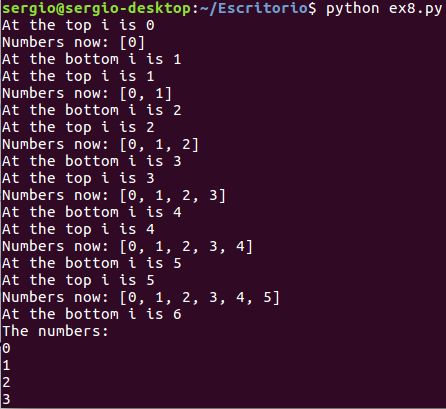 sergio@sergio-desktop:~/Escritorio$ python ex8.py
At the top i is 0
Numbers now: [0]
At the bottom i is 1
At the top i is 1
Numbers now: [0, 1]
At the bottom i is 2
At the top i is 2
Numbers now: [0, 1, 2]
At the bottom i is 3
At the top i is 3
Numbers now: [0, 1, 2, 3]
At the bottom i is 4
At the top i is 4
Numbers now: [0, 1, 2, 3, 4]
At the bottom i is 5
At the top i is 5
Numbers now: [0, 1, 2, 3, 4, 5]
At the bottom i is 6
The numbers:
0
1
2
3